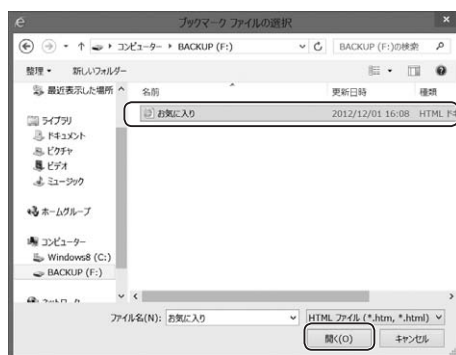 ブックマーク ファイルの選択
コンピューター BACKUP (F:)
BACKUP (F:)の検索
整理 新しいフォルダー
最近表示した場所
名前 更新日時 種類
お気に入り 2012/12/01 16:08 HTML ドキ
ライブラリ
ドキュメント
ピクチャ
ビデオ
ミュージック
ホームグループ
コンピューター
Windows8 (C:)
BACKUP (F:)
ファイル名(N): お気に入り HTML ファイル (*.htm, *.html)
開く(O) キャンセル